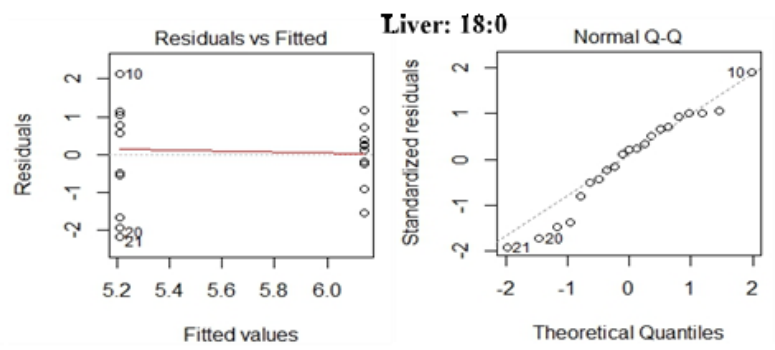 Liver: 18:0
Residuals vs Fitted
Residuals
2
1
0
-1
-2
10
20
21
5.2 5.4 5.6 5.8 6.0
Fitted values
Normal Q-Q
Standardized residuals
2
1
0
-1
-2
10
20
21
-2 -1 0 1 2
Theoretical Quantiles